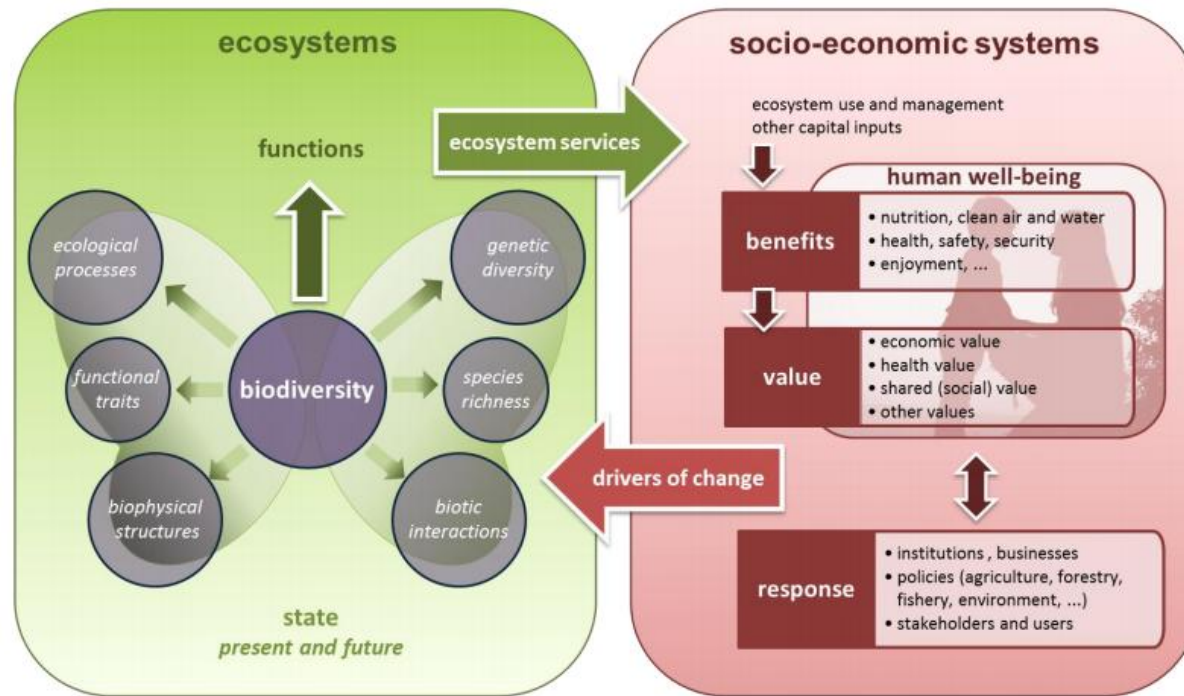 ecosystems
functions
ecosystem services
ecological
processes
genetic
diversity
functional
traits
biodiversity
species
richness
biophysical
structures
biotic
interactions
state
present and future
drivers of change
socio-economic systems
ecosystem use and management
other capital inputs
human well-being
benefits
• nutrition, clean air and water
• health, safety, security
• enjoyment, ...
value
• economic value
• health value
• shared (social) value
• other values
response
• institutions , businesses
• policies (agriculture, forestry,
fishery, environment, ...)
• stakeholders and users